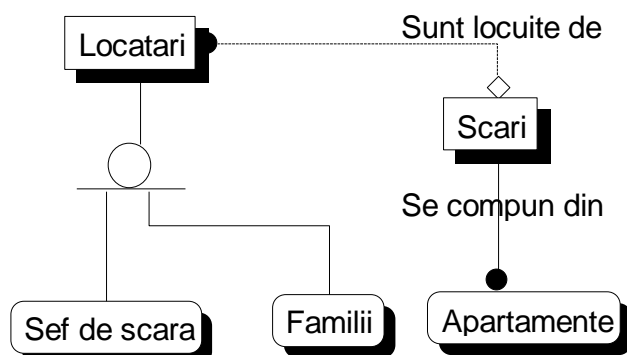 Locatari
Sunt locuite de
Scari
Se compun din
Sef de scara
Familii
Apartamente